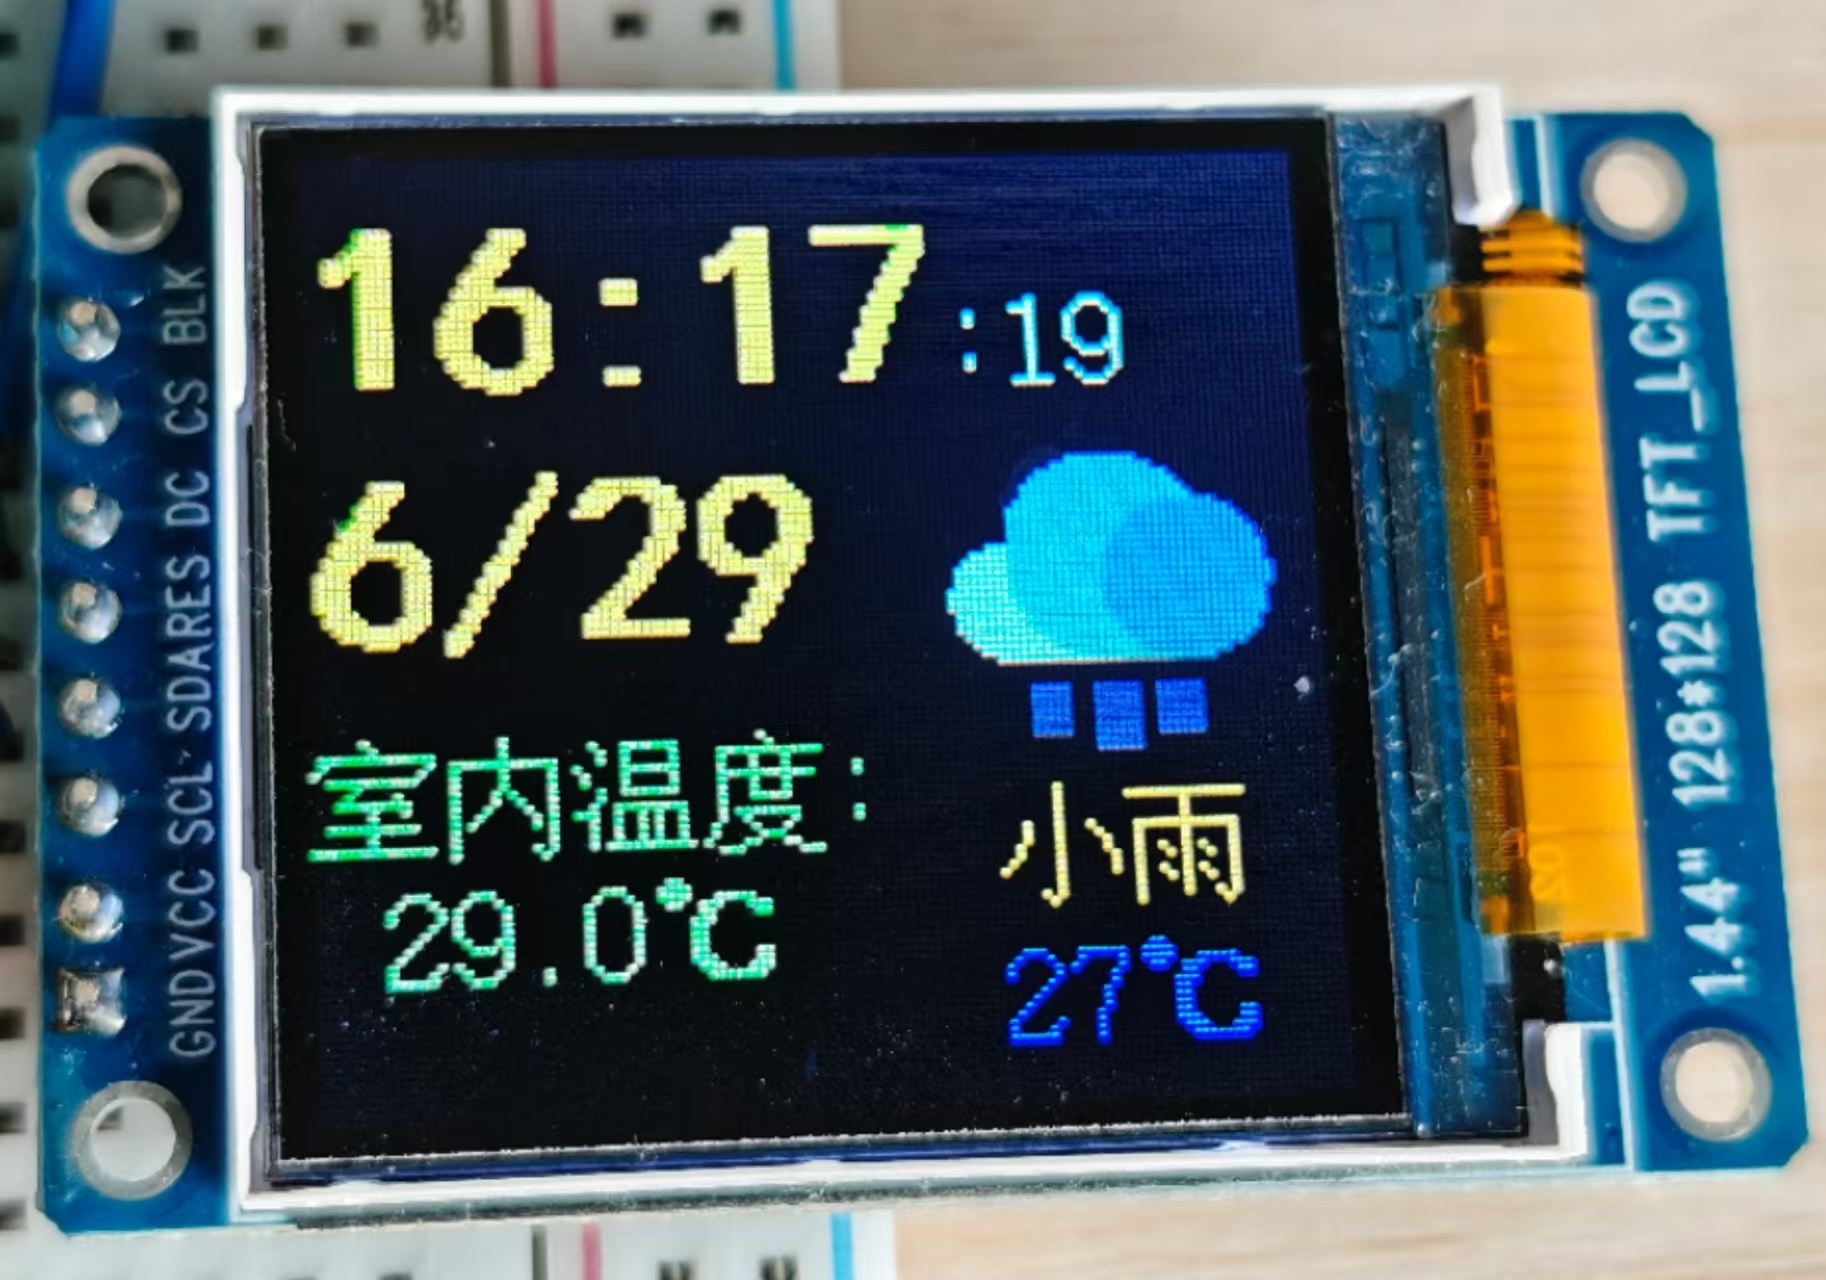 16:17:19
6/29
室内温度:
29.0℃
小雨
27℃
BLK
CS
DC
RES
SDA
SCL
VCC
GND
1.44" 128*128 TFT_LCD